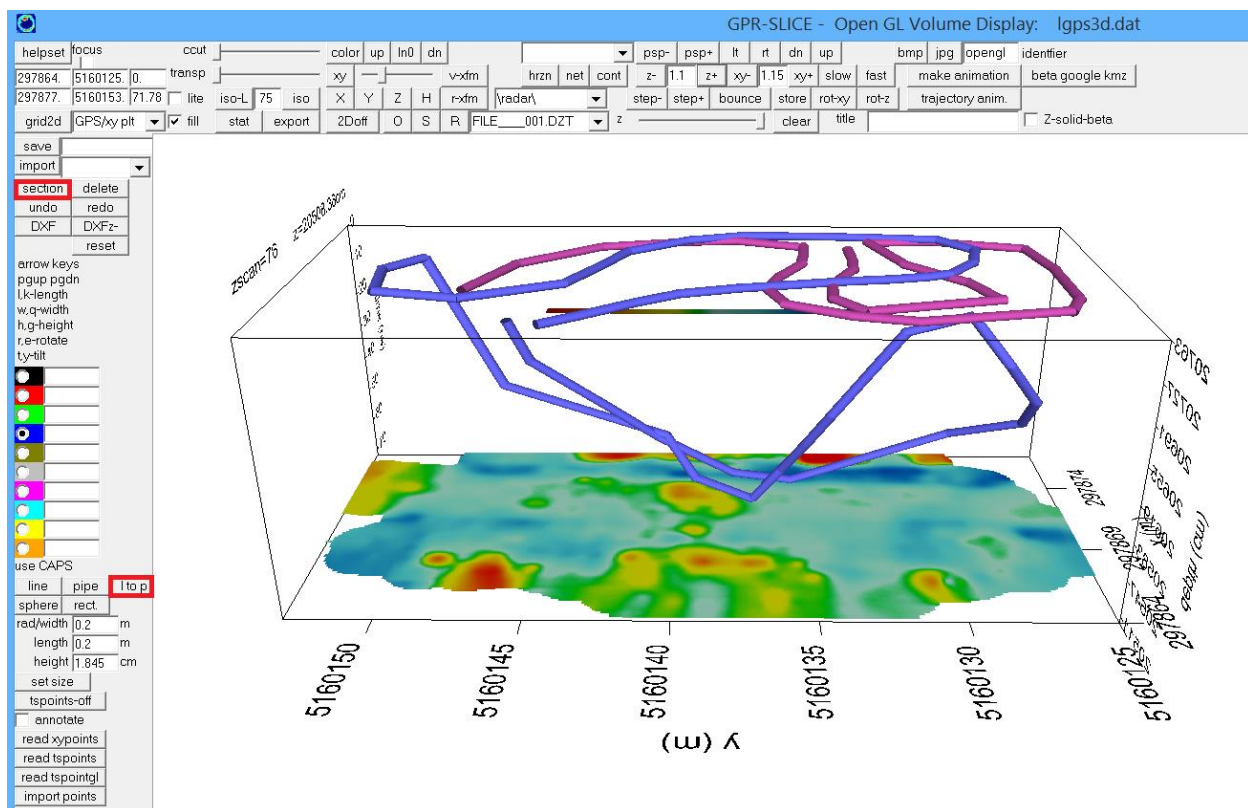 GPR-SLICE - Open GL Volume Display: lgps3d.dat
helpset focus ccut color up ln0 dn psp- psp+ lt rt dn up bmp jpg opengl identfier
297864. 5160125. 0. transp xy v-xfm hrzn net cont z- 1.1 z+ xy- 1.15 xy+ slow fast make animation beta google kmz
297877. 5160153. 71.78 lite iso-L 75 iso X Y Z H r-xfm \radar\ step- step+ bounce store rot-xy rot-z trajectory anim.
grid2d GPS/xy plt fill stat export 2Doff O S R FILE____001.DZT z clear title Z-solid-beta
save
import
section delete
undo redo
DXF DXFz-
reset
arrow keys
pgup pgdn
l,k-length
w,q-width
h,g-height
r,e-rotate
t,y-tilt
use CAPS
line pipe l to p
sphere rect.
rad/width 0.2 m
length 0.2 m
height 1.845 cm
set size
tspoints-off
annotate
read xypoints
read tspoints
read tspointgl
import points
zscan=76
0
20763
20727
20691
297874
297869
5160150
5160145
5160140
5160135
5160130
5160125
y (m)